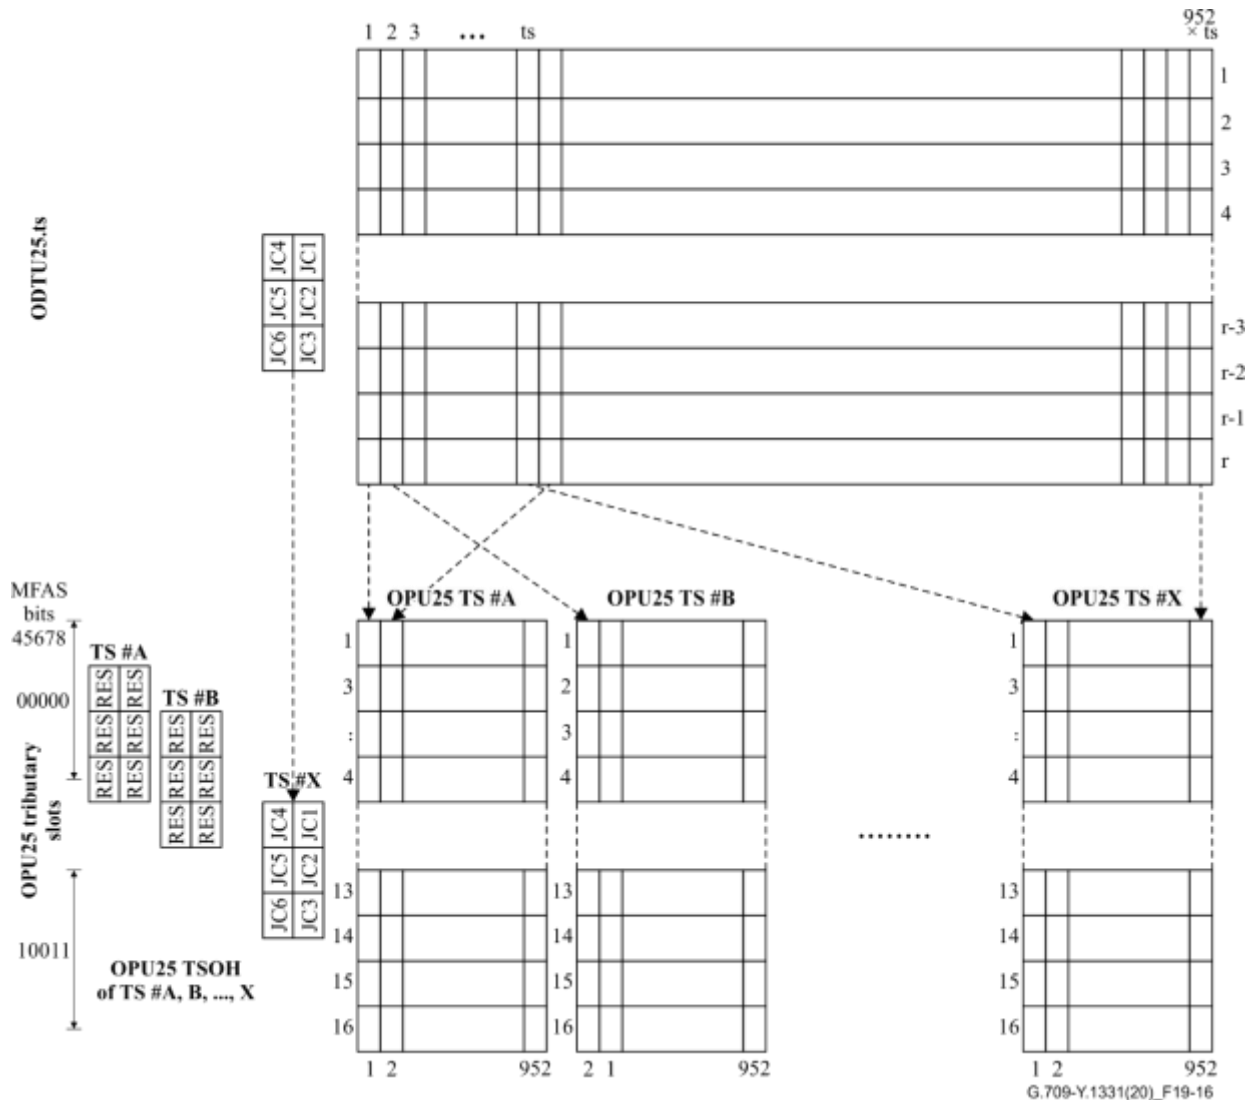 952
1 2 3 ... ts × ts
1
2
3
4
ODTU25.ts
JC4 JC1
JC5 JC2
JC6 JC3
r-3
r-2
r-1
r
MFAS
bits
45678
OPU25 TS #A OPU25 TS #B OPU25 TS #X
TS #A
RES RES
RES RES
RES RES
00000
TS #B
RES RES
RES RES
RES RES
TS #X
JC4 JC1
JC5 JC2
JC6 JC3
OPU25 tributary
slots
10011
OPU25 TSOH
of TS #A, B, ..., X
1 1 1
3 2 3
: 3 :
4 4 4
........
13 13 13
14 14 14
15 15 15
16 16 16
1 2 952 2 1 952 1 2 952
G.709-Y.1331(20)_F19-16